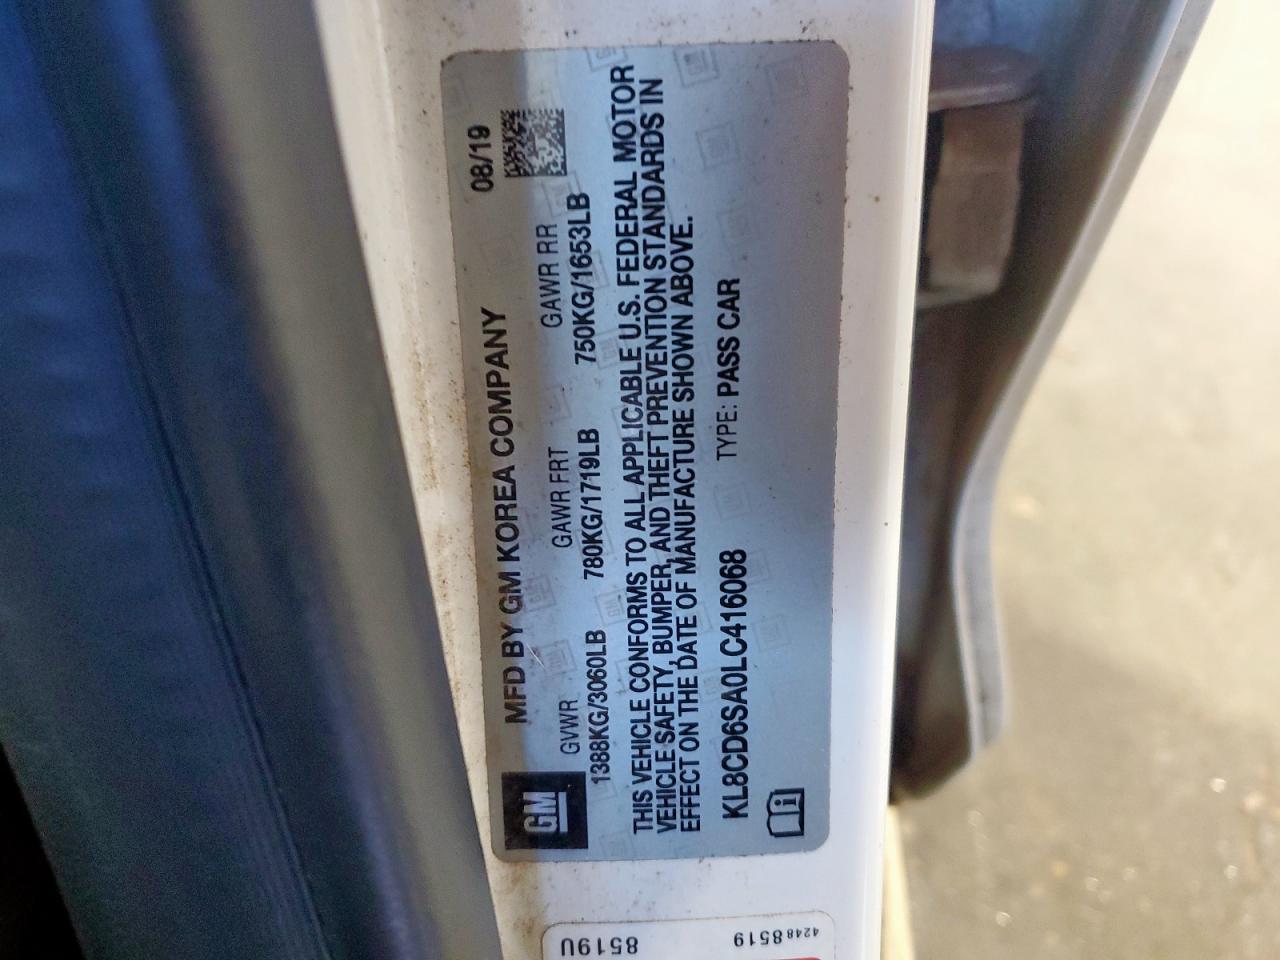 MFD BY GM KOREA COMPANY 08/19
GVWR GAWR FRT GAWR RR
1388KG/3060LB 780KG/1719LB 750KG/1653LB
THIS VEHICLE CONFORMS TO ALL APPLICABLE U.S. FEDERAL MOTOR
VEHICLE SAFETY, BUMPER, AND THEFT PREVENTION STANDARDS IN
EFFECT ON THE DATE OF MANUFACTURE SHOWN ABOVE.
KL8CD6SA0LC416068 TYPE: PASS CAR
GM
42488519
8519U